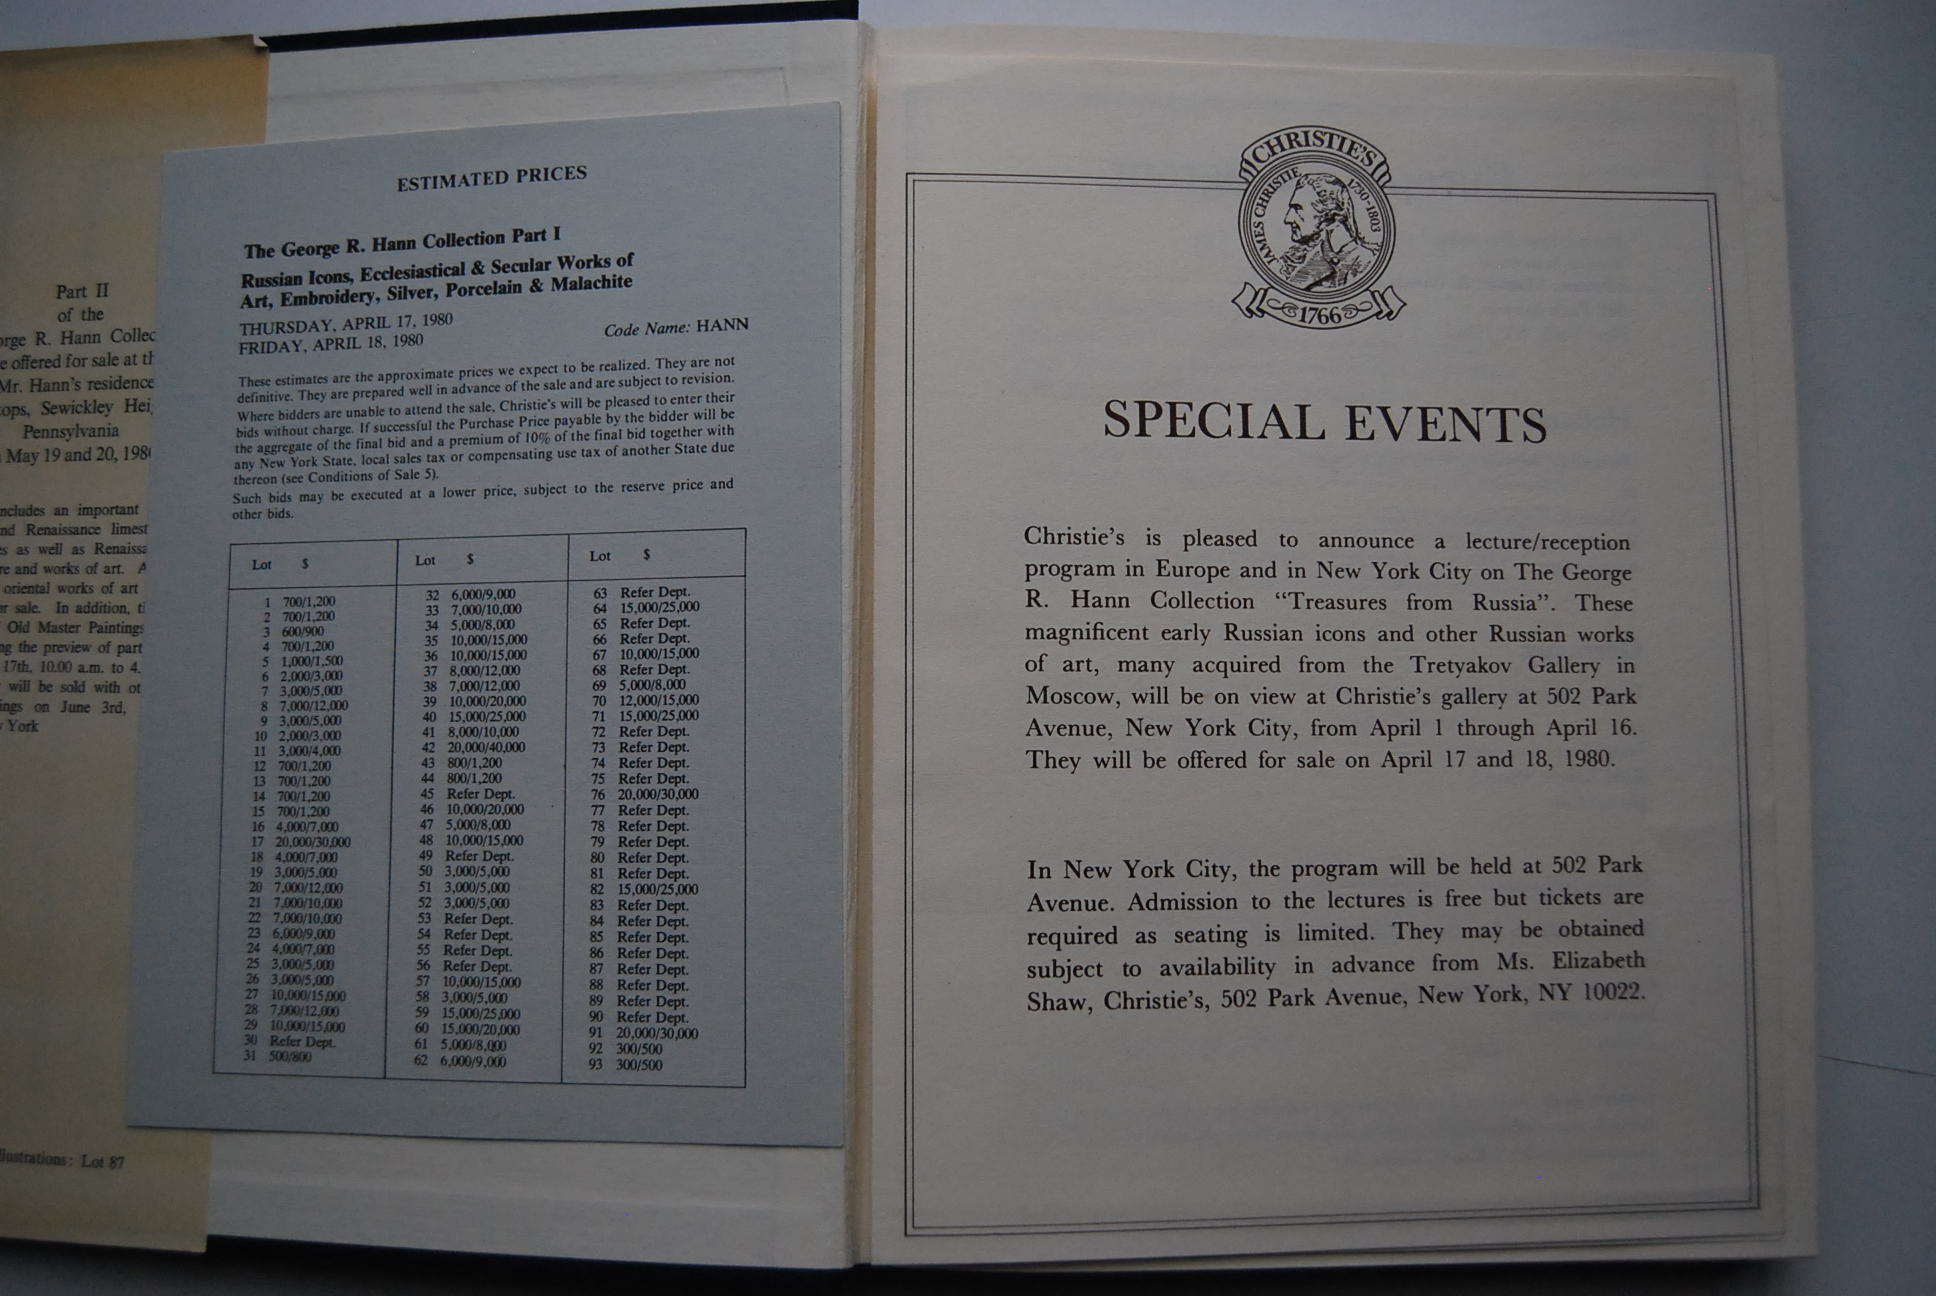 Part II
of the
orge R. Hann Collec
e offered for sale at th
Mr. Hann's residence
ops, Sewickley Hei
Pennsylvania
May 19 and 20, 198
ncludes an important
nd Renaissance limest
s as well as Renaissa
re and works of art. A
oriental works of art
r sale. In addition, ti
Old Master Paintings
ng the preview of part
17th, 10.00 a.m. to 4.
will be sold with ot
ings on June 3rd,
York
llustrations: Lot 87
ESTIMATED PRICES
The George R. Hann Collection Part I
Russian Icons, Ecclesiastical & Secular Works of
Art, Embroidery, Silver, Porcelain & Malachite
THURSDAY, APRIL 17, 1980
FRIDAY, APRIL 18, 1980
Code Name: HANN
These estimates are the approximate prices we expect to be realized. They are not
definitive. They are prepared well in advance of the sale and are subject to revision.
Where bidders are unable to attend the sale, Christie's will be pleased to enter their
bids without charge. If successful the Purchase Price payable by the bidder will be
the aggregate of the final bid and a premium of 10% of the final bid together with
any New York State, local sales tax or compensating use tax of another State due
thereon (see Conditions of Sale 5).
Such bids may be executed at a lower price, subject to the reserve price and
other bids.
Lot $
1 700/1,200
2 700/1,200
3 600/900
4 700/1,200
5 1,000/1,500
6 2,000/3,000
7 3,000/5,000
8 7,000/12,000
9 3,000/5,000
10 2,000/3,000
11 3,000/4,000
12 700/1,200
13 700/1,200
14 700/1,200
15 700/1,200
16 4,000/7,000
17 20,000/30,000
18 4,000/7,000
19 3,000/5,000
20 7,000/12,000
21 7,000/10,000
22 7,000/10,000
23 6,000/9,000
24 4,000/7,000
25 3,000/5,000
26 3,000/5,000
27 10,000/15,000
28 7,000/12,000
29 10,000/15,000
30 Refer Dept.
31 500/800
Lot $
32 6,000/9,000
33 7,000/10,000
34 5,000/8,000
35 10,000/15,000
36 10,000/15,000
37 8,000/12,000
38 7,000/12,000
39 10,000/20,000
40 15,000/25,000
41 8,000/10,000
42 20,000/40,000
43 800/1,200
44 800/1,200
45 Refer Dept.
46 10,000/20,000
47 5,000/8,000
48 10,000/15,000
49 Refer Dept.
50 3,000/5,000
51 3,000/5,000
52 3,000/5,000
53 Refer Dept.
54 Refer Dept.
55 Refer Dept.
56 Refer Dept.
57 10,000/15,000
58 3,000/5,000
59 15,000/25,000
60 15,000/20,000
61 5,000/8,000
62 6,000/9,000
Lot $
63 Refer Dept.
64 15,000/25,000
65 Refer Dept.
66 Refer Dept.
67 10,000/15,000
68 Refer Dept.
69 5,000/8,000
70 12,000/15,000
71 15,000/25,000
72 Refer Dept.
73 Refer Dept.
74 Refer Dept.
75 Refer Dept.
76 20,000/30,000
77 Refer Dept.
78 Refer Dept.
79 Refer Dept.
80 Refer Dept.
81 Refer Dept.
82 15,000/25,000
83 Refer Dept.
84 Refer Dept.
85 Refer Dept.
86 Refer Dept.
87 Refer Dept.
88 Refer Dept.
89 Refer Dept.
90 Refer Dept.
91 20,000/30,000
92 300/500
93 300/500
CHRISTIE'S
JAMES CHRISTIE 1730-1803
1766
SPECIAL EVENTS
Christie's is pleased to announce a lecture/reception
program in Europe and in New York City on The George
R. Hann Collection “Treasures from Russia”. These
magnificent early Russian icons and other Russian works
of art, many acquired from the Tretyakov Gallery in
Moscow, will be on view at Christie's gallery at 502 Park
Avenue, New York City, from April 1 through April 16.
They will be offered for sale on April 17 and 18, 1980.
In New York City, the program will be held at 502 Park
Avenue. Admission to the lectures is free but tickets are
required as seating is limited. They may be obtained
subject to availability in advance from Ms. Elizabeth
Shaw, Christie's, 502 Park Avenue, New York, NY 10022.